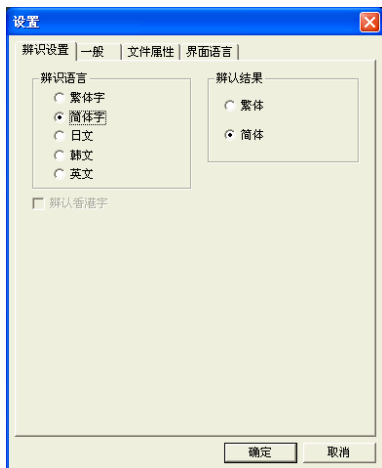 设置
辨识设置 一般 文件属性 界面语言
辨识语言
繁体字
简体字
日文
韩文
英文
辨认香港字
辨认结果
繁体
简体
确定 取消